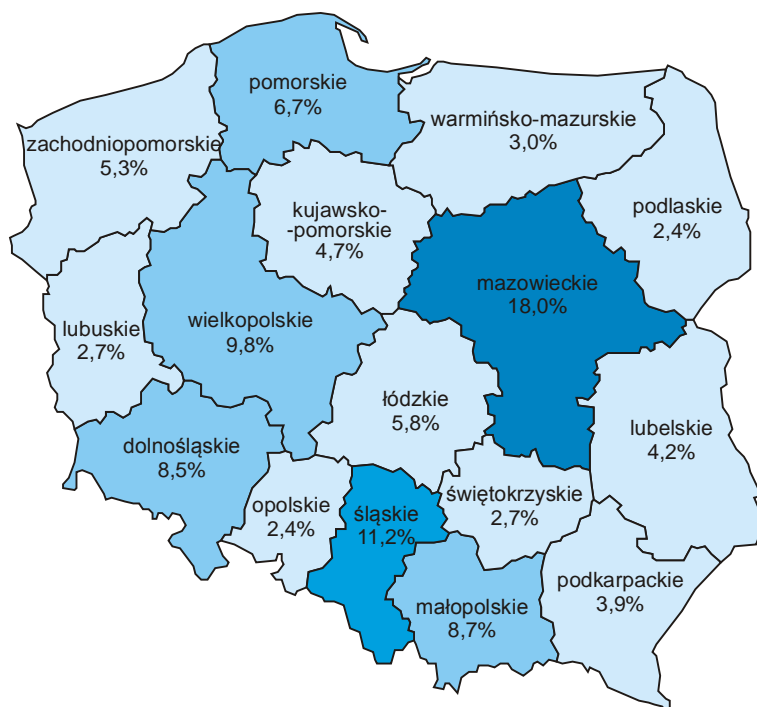 pomorskie
6,7%
warmińsko-mazurskie
3,0%
zachodniopomorskie
5,3%
kujawsko-
-pomorskie
4,7%
podlaskie
2,4%
mazowieckie
18,0%
lubuskie
2,7%
wielkopolskie
9,8%
łódzkie
5,8%
lubelskie
4,2%
dolnośląskie
8,5%
opolskie
2,4%
śląskie
11,2%
świętokrzyskie
2,7%
podkarpackie
3,9%
małopolskie
8,7%